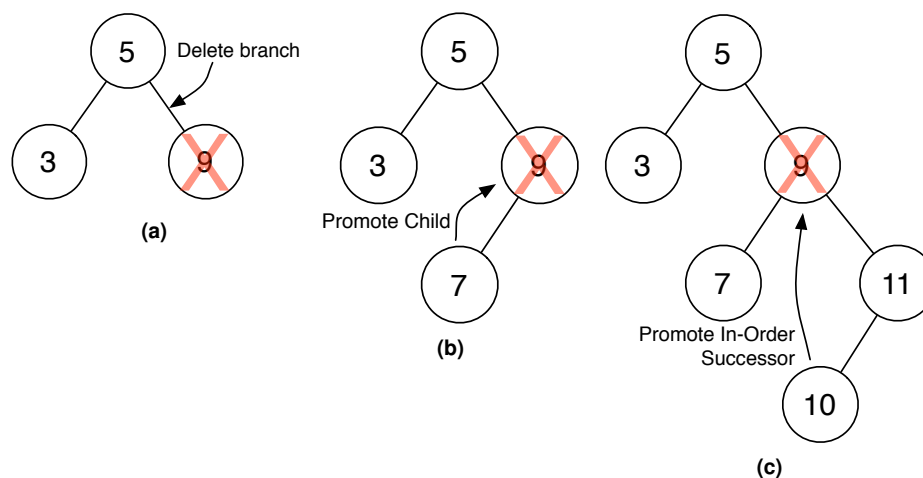 5
Delete branch
3
9
(a)
5
3
9
Promote Child
7
(b)
5
3
9
7
11
Promote In-Order
Successor
10
(c)